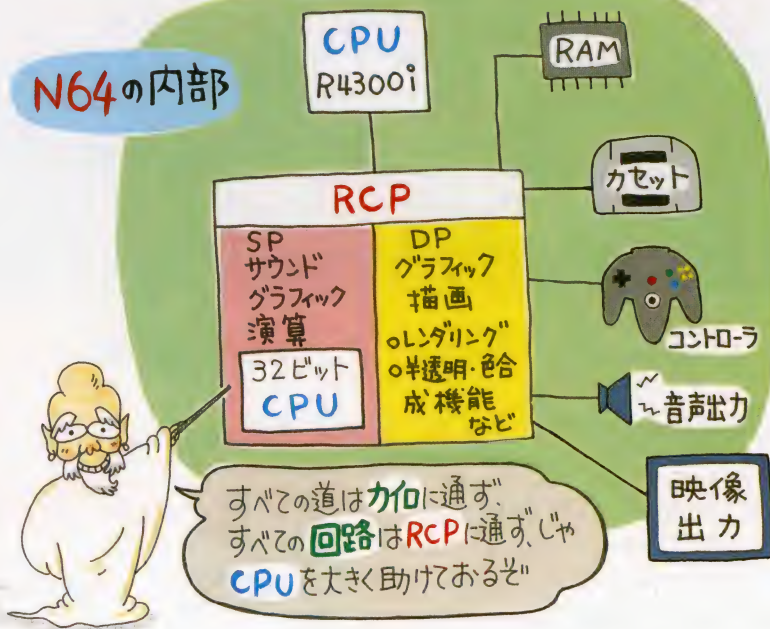 N64の内部
CPU
R4300i
RAM
カセット
コントローラ
音声出力
映像
出力
RCP
SP
サウンド
グラフィック
演算
32ビット
CPU
DP
グラフィック
描画
○レンダリング
○半透明・色合
成機能
など
すべての道はカイロに通ず、
すべての回路はRCPに通ず、じゃ
CPUを大きく助けておるぞ